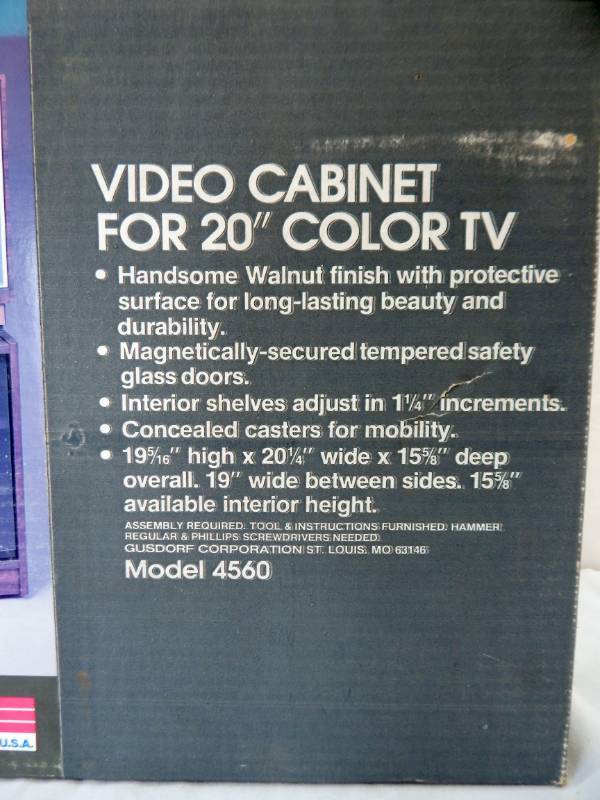 VIDEO CABINET
FOR 20" COLOR TV
• Handsome Walnut finish with protective
surface for long-lasting beauty and
durability.
• Magnetically-secured tempered safety
glass doors.
• Interior shelves adjust in 1¼" increments.
• Concealed casters for mobility.
• 19⁵⁄₁₆" high x 20¼" wide x 15⅝" deep
overall. 19" wide between sides. 15⅝"
available interior height.
ASSEMBLY REQUIRED. TOOL & INSTRUCTIONS FURNISHED. HAMMER,
REGULAR & PHILLIPS SCREWDRIVERS NEEDED.
GUSDORF CORPORATION ST. LOUIS, MO 63146
Model 4560
U.S.A.